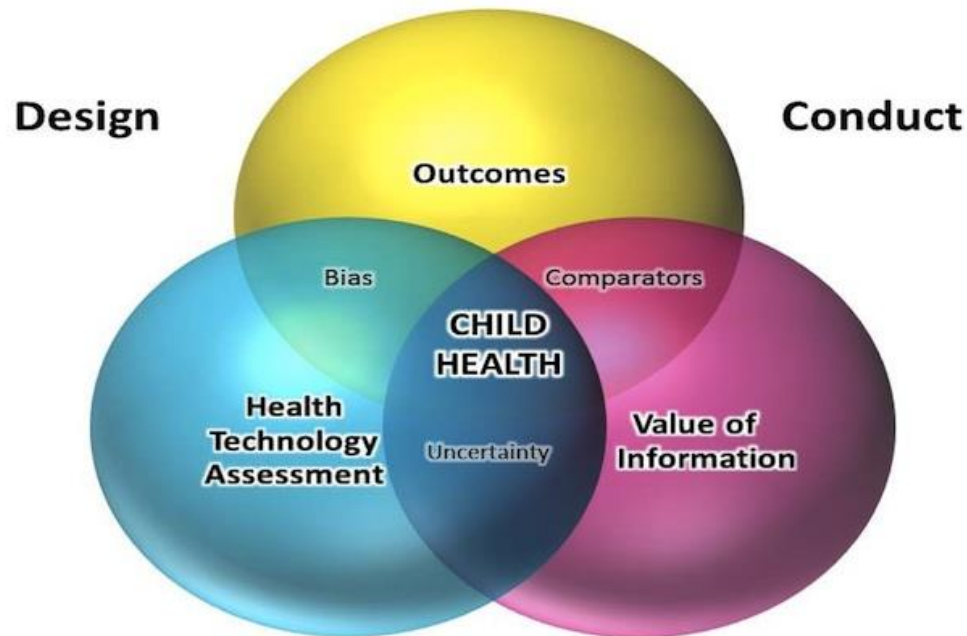 Design
Conduct
Outcomes
Bias
Comparators
CHILD
HEALTH
Health
Technology
Assessment
Uncertainty
Value of
Information